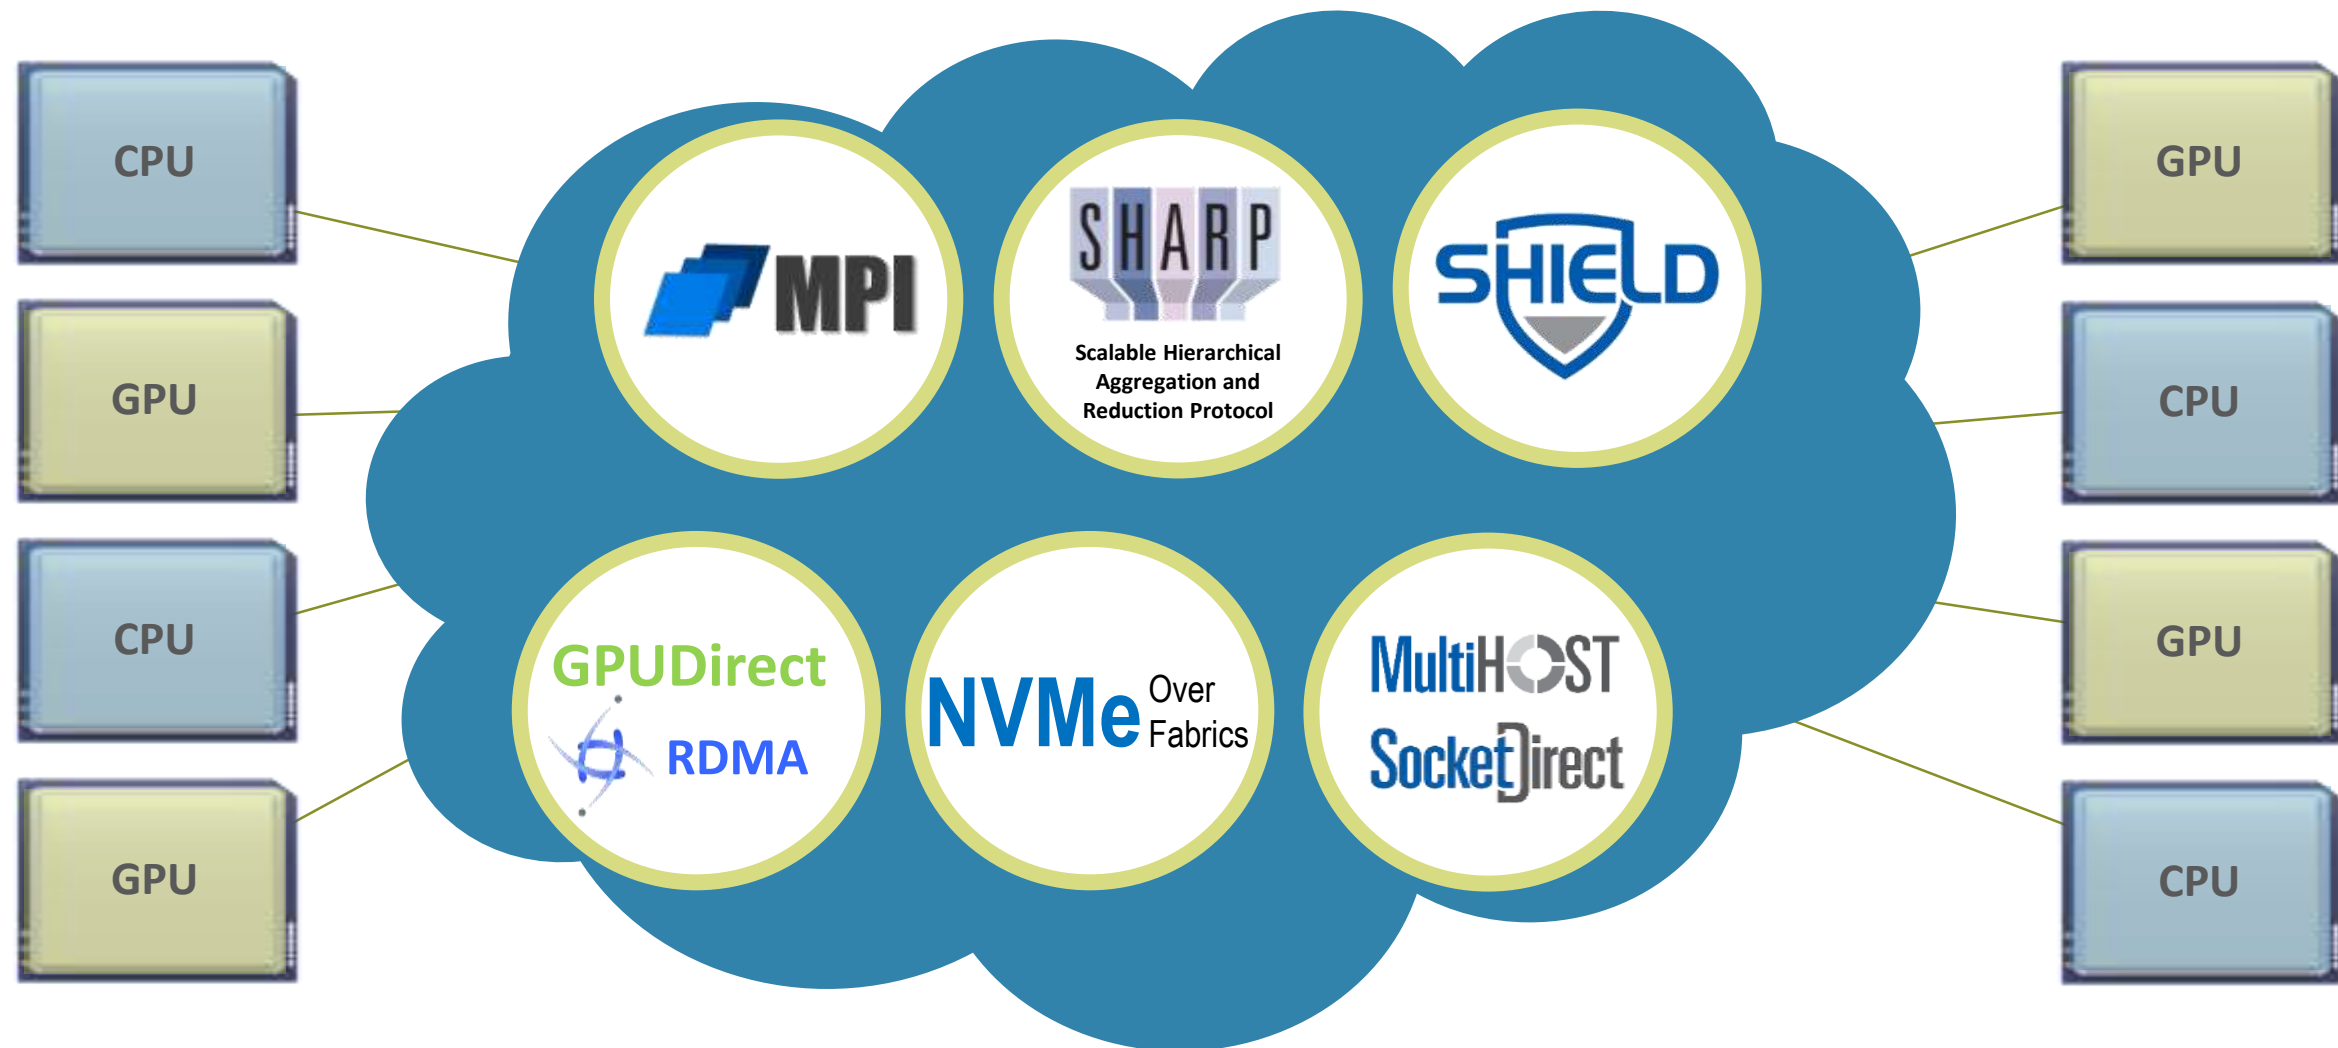 CPU
GPU
CPU
GPU
MPI
SHARP
Scalable Hierarchical
Aggregation and
Reduction Protocol
SHIELD
GPUDirect
RDMA
NVMe Over
Fabrics
MultiHOST
SocketDirect
GPU
CPU
GPU
CPU